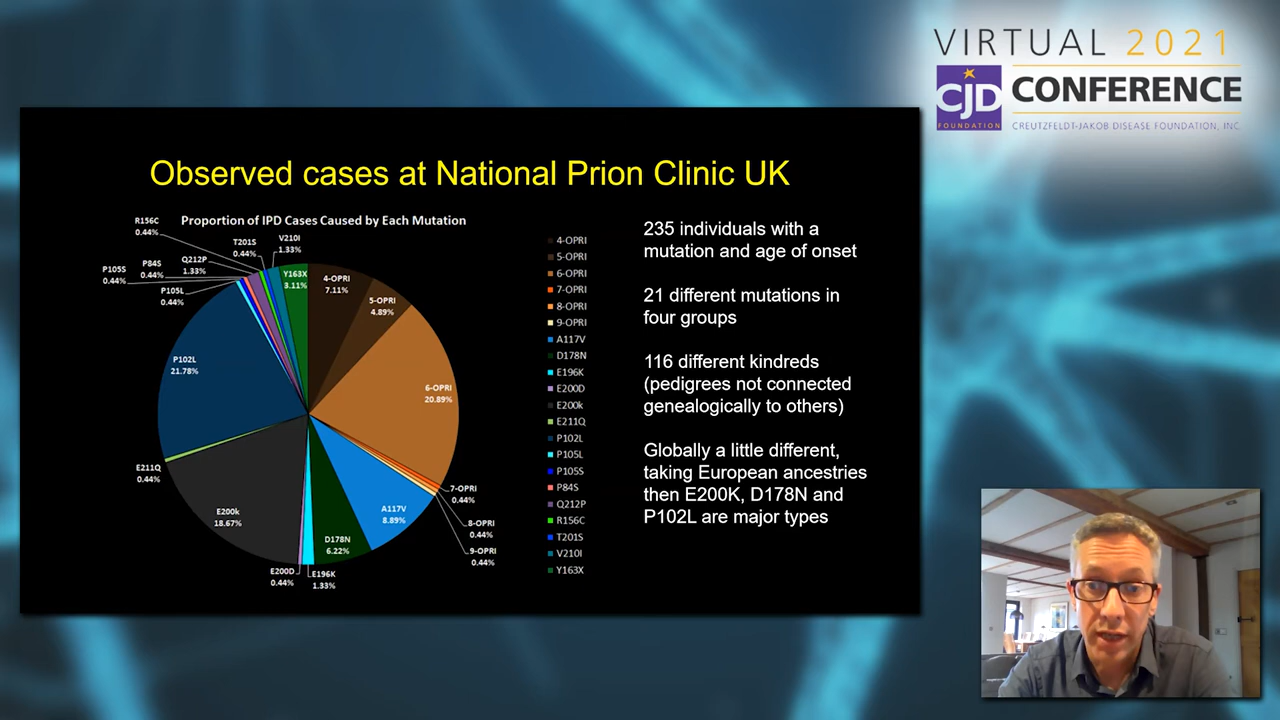 VIRTUAL 2021
CJD
FOUNDATION
CONFERENCE
CREUTZFELDT-JAKOB DISEASE FOUNDATION, INC.
Observed cases at National Prion Clinic UK
Proportion of IPD Cases Caused by Each Mutation
R156C
0.44%
T201S
0.44%
V210I
1.33%
Q212P
1.33%
P84S
0.44%
P105S
0.44%
P105L
0.44%
Y163X
3.11%
4-OPRI
7.11%
5-OPRI
4.89%
6-OPRI
20.89%
7-OPRI
0.44%
8-OPRI
0.44%
9-OPRI
0.44%
A117V
8.89%
D178N
6.22%
E196K
1.33%
E200D
0.44%
E200k
18.67%
E211Q
0.44%
P102L
21.78%
4-OPRI
5-OPRI
6-OPRI
7-OPRI
8-OPRI
9-OPRI
A117V
D178N
E196K
E200D
E200k
E211Q
P102L
P105L
P105S
P84S
Q212P
R156C
T201S
V210I
Y163X
235 individuals with a
mutation and age of onset
21 different mutations in
four groups
116 different kindreds
(pedigrees not connected
genealogically to others)
Globally a little different,
taking European ancestries
then E200K, D178N and
P102L are major types